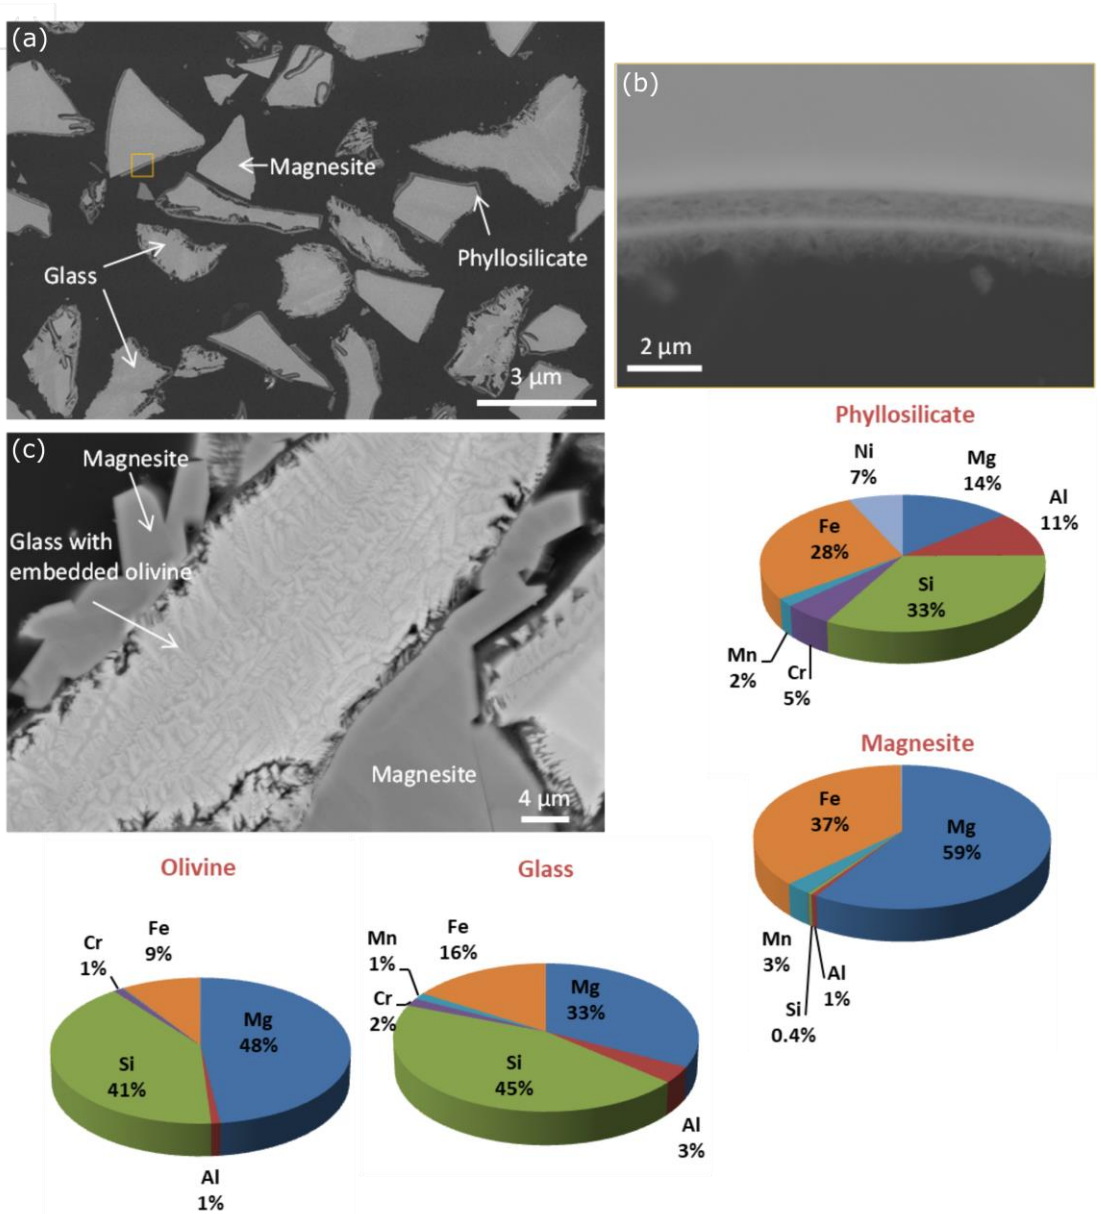 (a)
Magnesite
Phyllosilicate
Glass
3 µm
(b)
2 µm
(c)
Magnesite
Glass with
embedded olivine
Magnesite
4 µm
Phyllosilicate
Ni
7%
Mg
14%
Al
11%
Fe
28%
Si
33%
Mn
2%
Cr
5%
Magnesite
Fe
37%
Mg
59%
Mn
3%
Al
1%
Si
0.4%
Olivine
Fe
9%
Cr
1%
Mg
48%
Si
41%
Al
1%
Glass
Fe
16%
Mn
1%
Cr
2%
Mg
33%
Si
45%
Al
3%